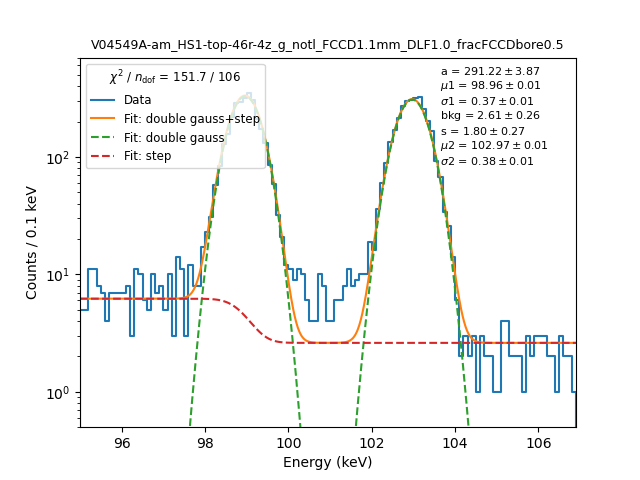 V04549A-am_HS1-top-46r-4z_g_notl_FCCD1.1mm_DLF1.0_fracFCCDbore0.5
χ² / n_dof = 151.7 / 106
Data
Fit: double gauss+step
Fit: double gauss
Fit: step
a = 291.22 ± 3.87
μ1 = 98.96 ± 0.01
σ1 = 0.37 ± 0.01
bkg = 2.61 ± 0.26
s = 1.80 ± 0.27
μ2 = 102.97 ± 0.01
σ2 = 0.38 ± 0.01
Counts / 0.1 keV
10²
10¹
10⁰
96 98 100 102 104 106
Energy (keV)